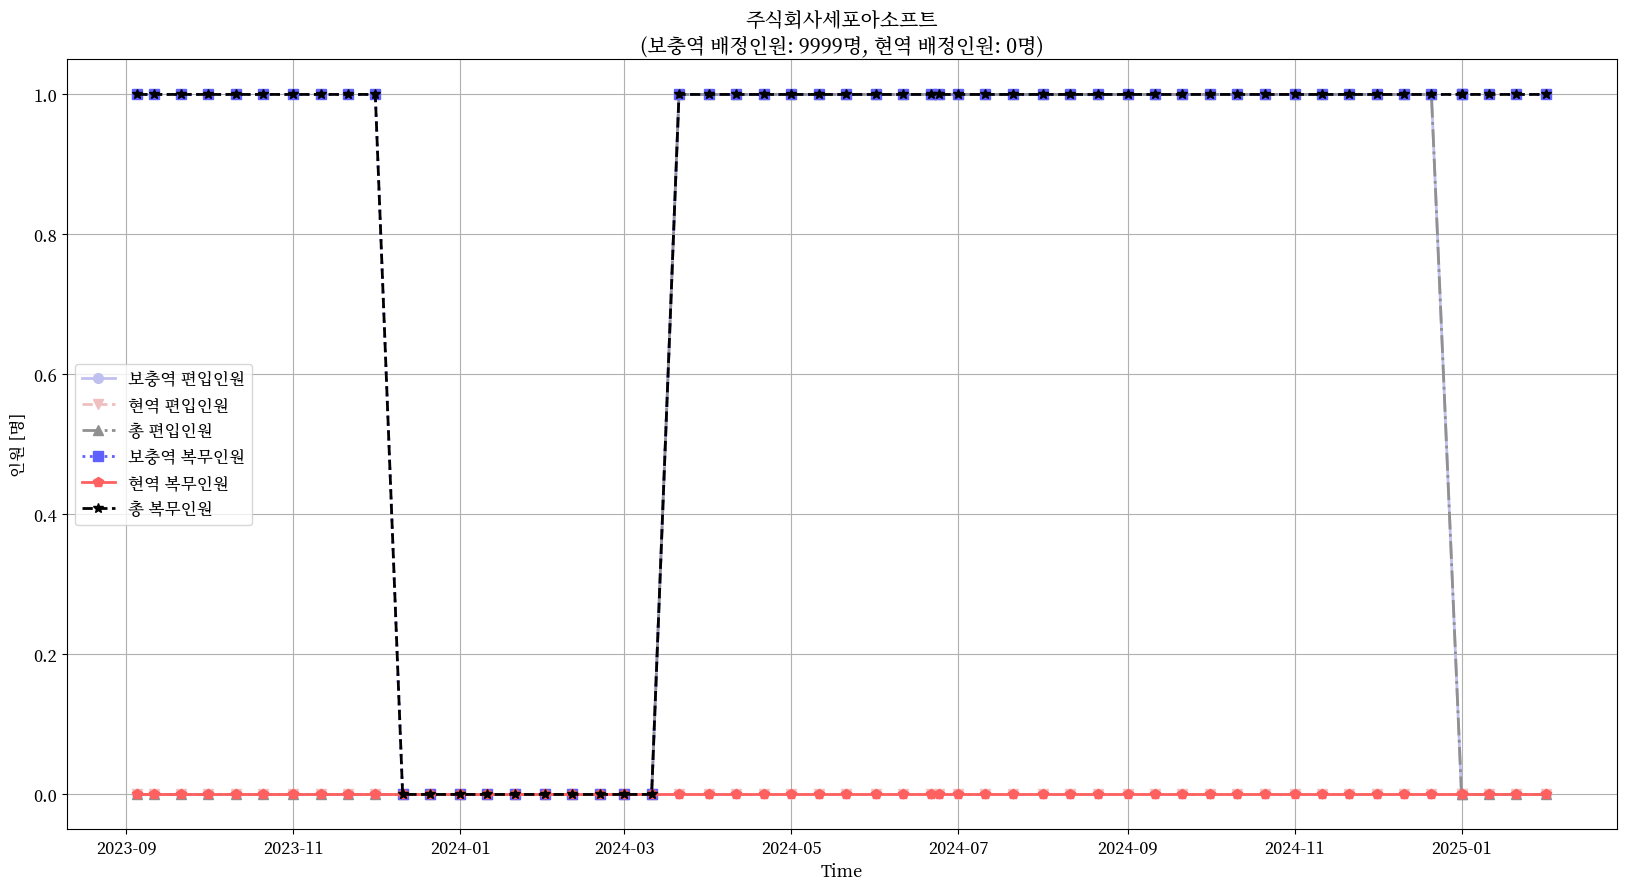 주식회사세포아소프트
(보충역 배정인원: 9999명, 현역 배정인원: 0명)
1.0
0.8
0.6
0.4
0.2
0.0
인원 [명]
보충역 편입인원
현역 편입인원
총 편입인원
보충역 복무인원
현역 복무인원
총 복무인원
2023-09
2023-11
2024-01
2024-03
2024-05
2024-07
2024-09
2024-11
2025-01
Time